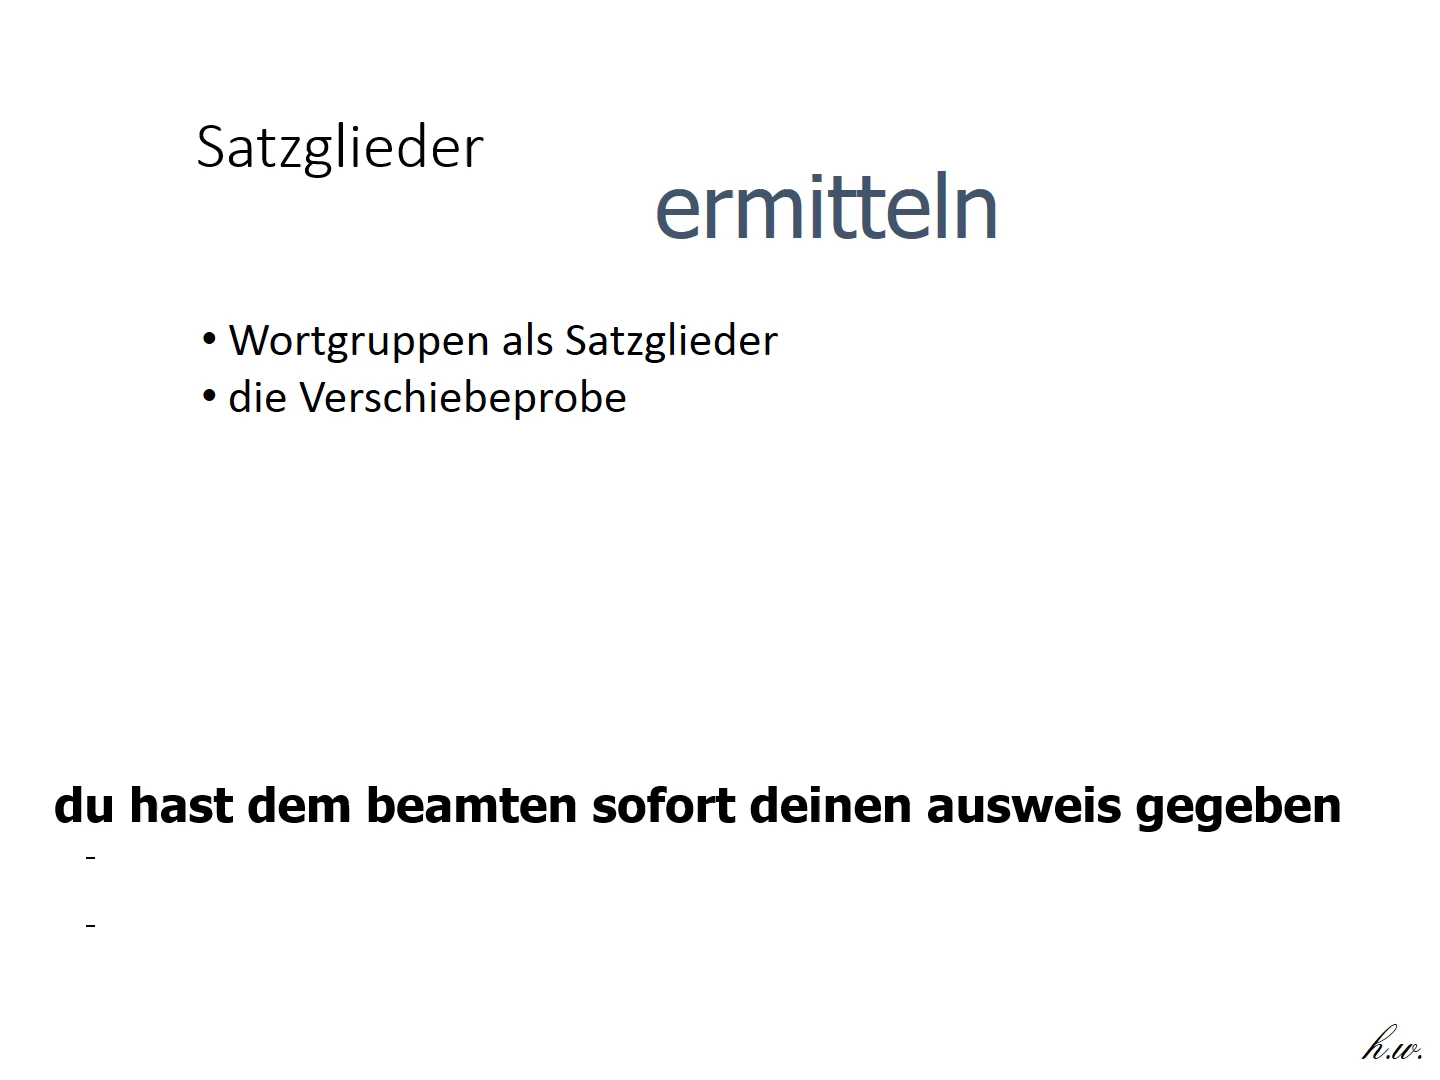 Satzglieder
ermitteln
• Wortgruppen als Satzglieder
• die Verschiebeprobe
du hast dem beamten sofort deinen ausweis gegeben
-
-
h.w.